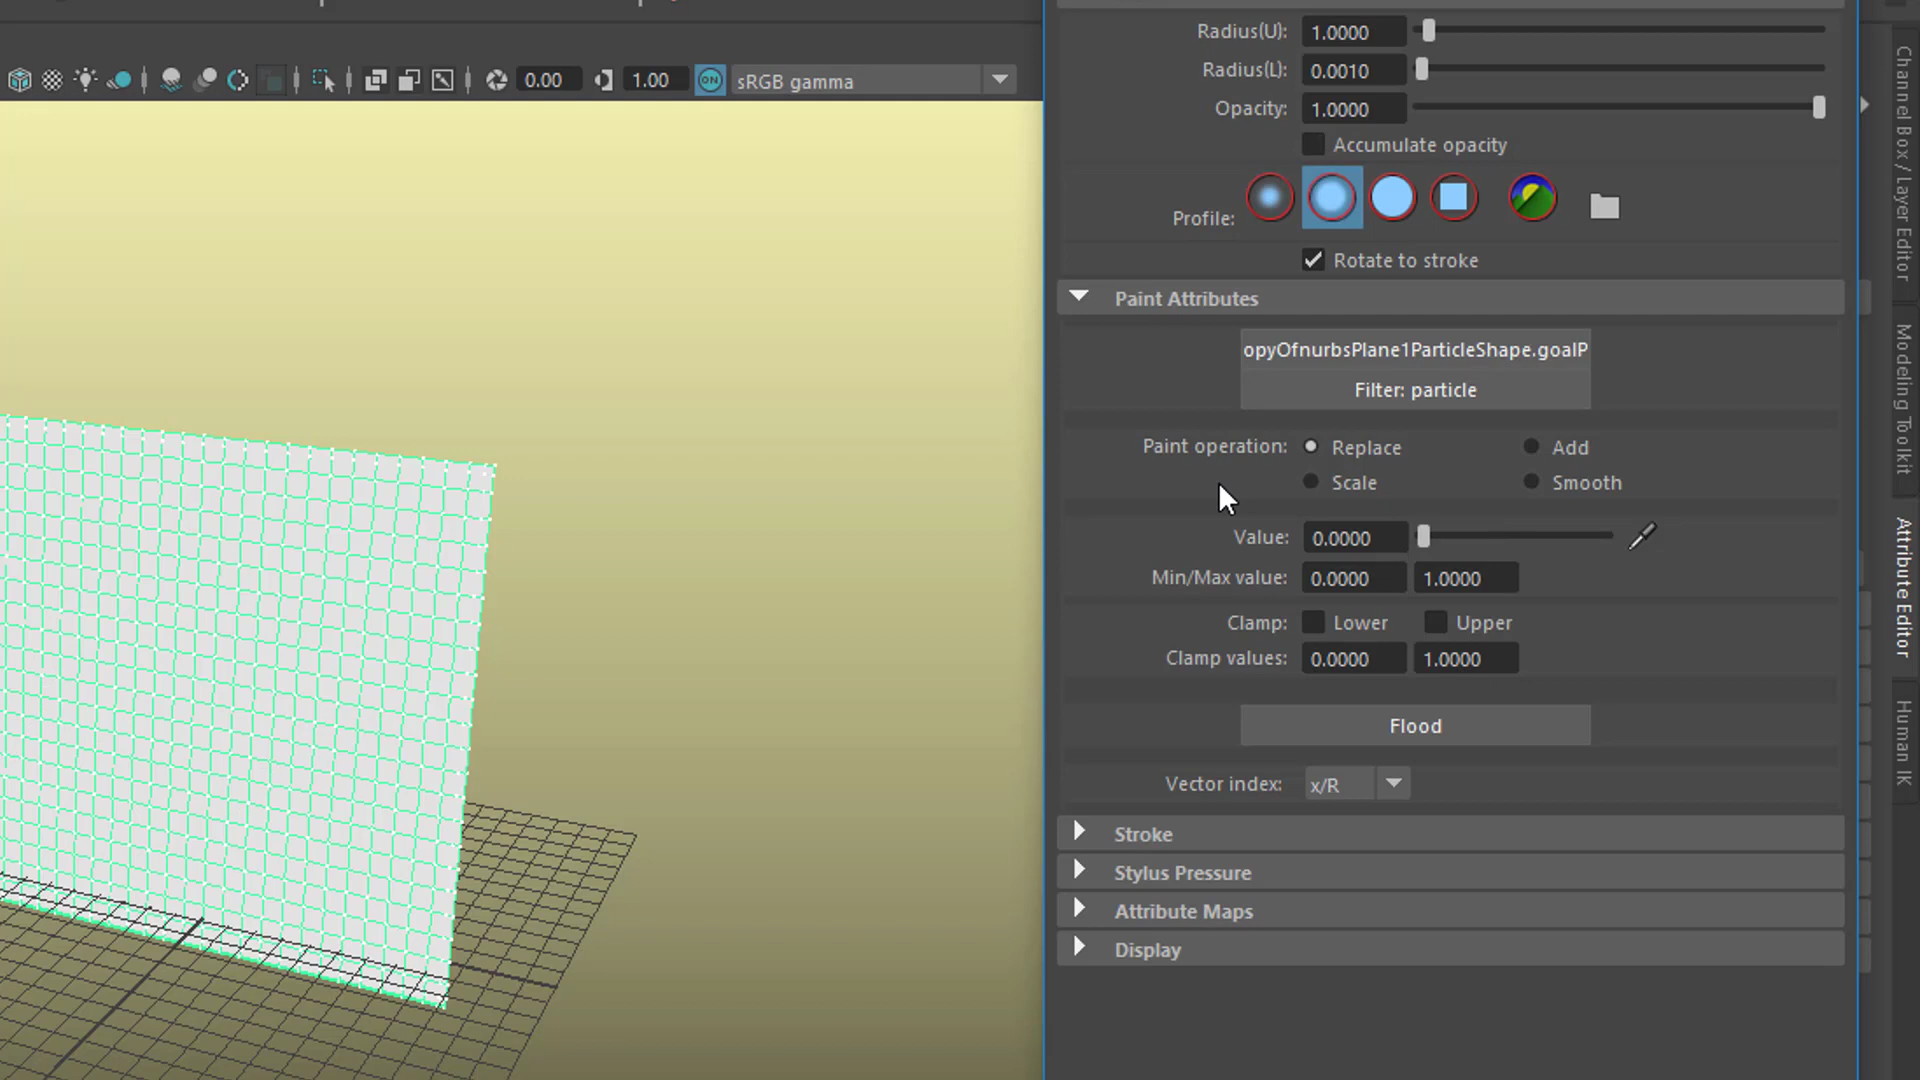 Radius(U): 1.0000
Radius(L): 0.0010
0.00 1.00 ON sRGB gamma
Opacity: 1.0000
Accumulate opacity
Profile:
Rotate to stroke
Paint Attributes
opyOfnurbsPlane1ParticleShape.goalP
Filter: particle
Paint operation: Replace Add
Scale Smooth
Value: 0.0000
Min/Max value: 0.0000 1.0000
Clamp: Lower Upper
Clamp values: 0.0000 1.0000
Flood
Vector index: x/R
Stroke
Stylus Pressure
Attribute Maps
Display
Channel Box / Layer Editor
Modeling Toolkit
Attribute Editor
Human IK